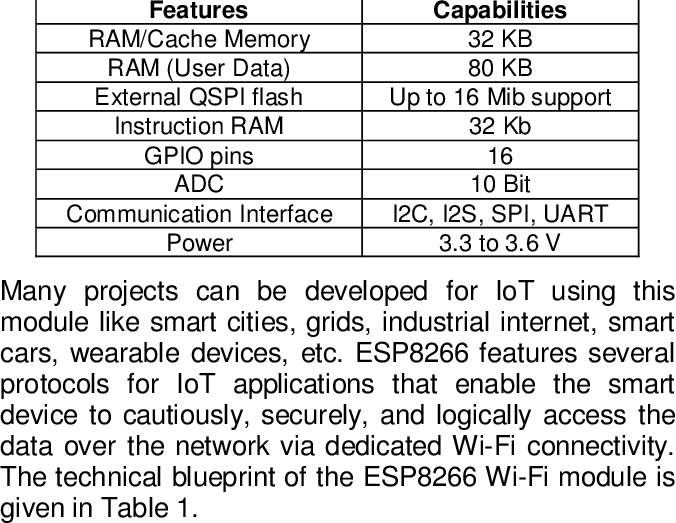 Features Capabilities
RAM/Cache Memory 32 KB
RAM (User Data) 80 KB
External QSPI flash Up to 16 Mib support
Instruction RAM 32 Kb
GPIO pins 16
ADC 10 Bit
Communication Interface I2C, I2S, SPI, UART
Power 3.3 to 3.6 V
Many projects can be developed for IoT using this
module like smart cities, grids, industrial internet, smart
cars, wearable devices, etc. ESP8266 features several
protocols for IoT applications that enable the smart
device to cautiously, securely, and logically access the
data over the network via dedicated Wi-Fi connectivity.
The technical blueprint of the ESP8266 Wi-Fi module is
given in Table 1.